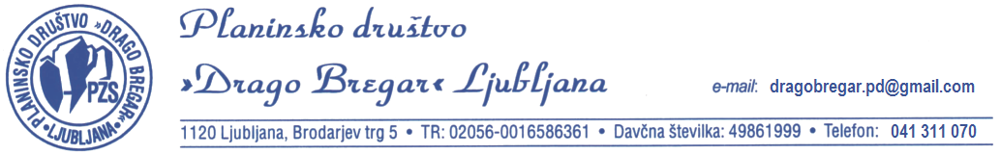 PLANINSKO DRUŠTVO »DRAGO BREGAR«
• LJUBLJANA •
PZS
Planinsko društvo
»Drago Bregar« Ljubljana
e-mail: dragobregar.pd@gmail.com
1120 Ljubljana, Brodarjev trg 5 • TR: 02056-0016586361 • Davčna številka: 49861999 • Telefon: 041 311 070